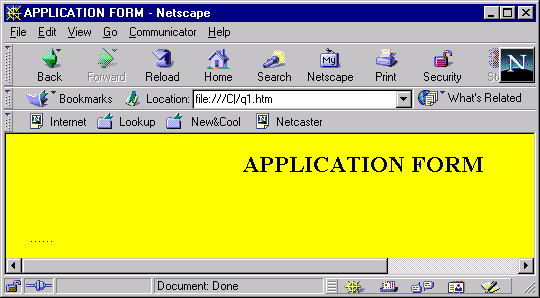 APPLICATION FORM - Netscape
File Edit View Go Communicator Help
Back Forward Reload Home Search My Netscape Print Security N
Bookmarks Location: file:///C|/q1.htm What's Related
Internet Lookup New&Cool Netcaster
APPLICATION FORM
......
Document: Done